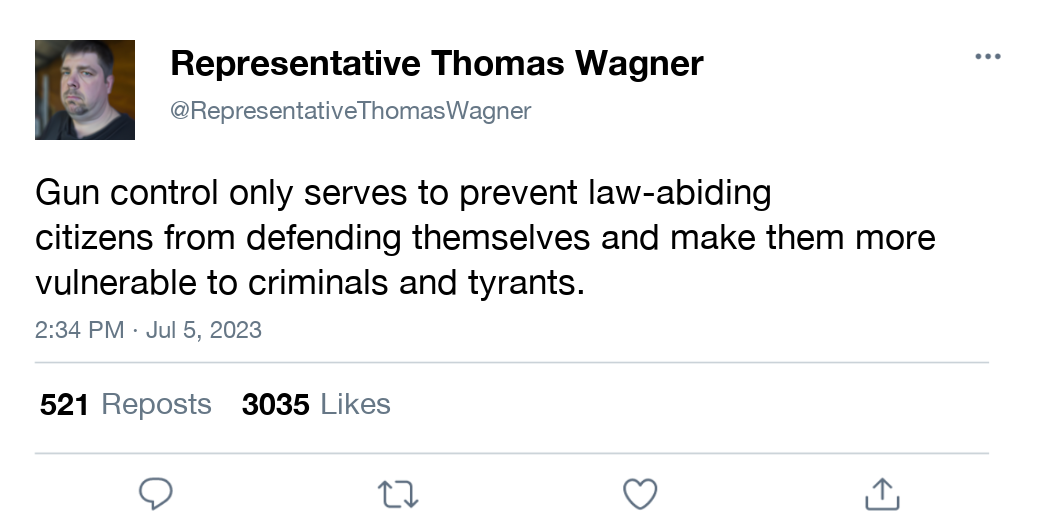 Representative Thomas Wagner
@RepresentativeThomasWagner
Gun control only serves to prevent law-abiding
citizens from defending themselves and make them more
vulnerable to criminals and tyrants.
2:34 PM · Jul 5, 2023
521 Reposts 3035 Likes